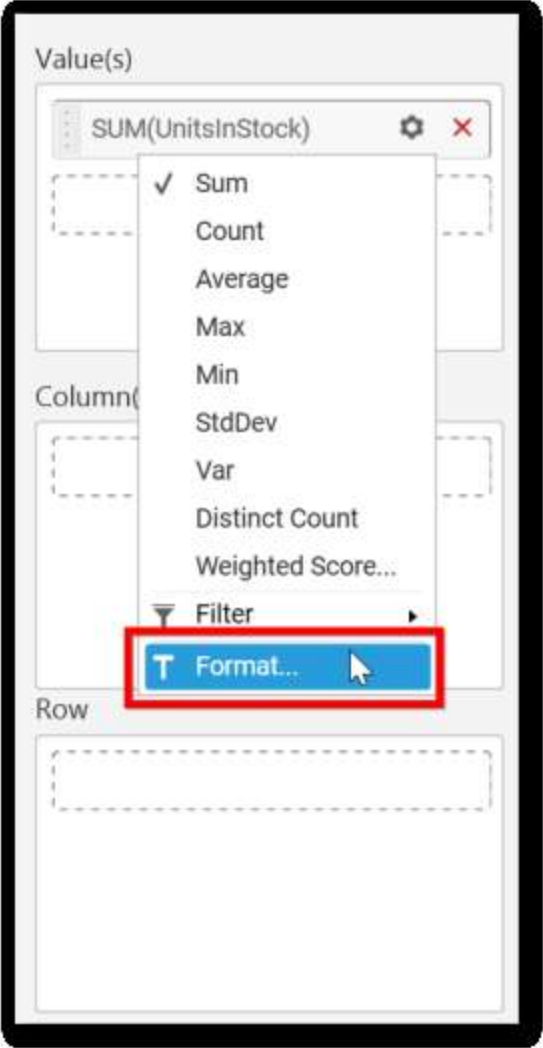 Value(s)
SUM(UnitsInStock)
Sum
Count
Average
Max
Min
Column(
StdDev
Var
Distinct Count
Weighted Score...
Filter
Format...
Row